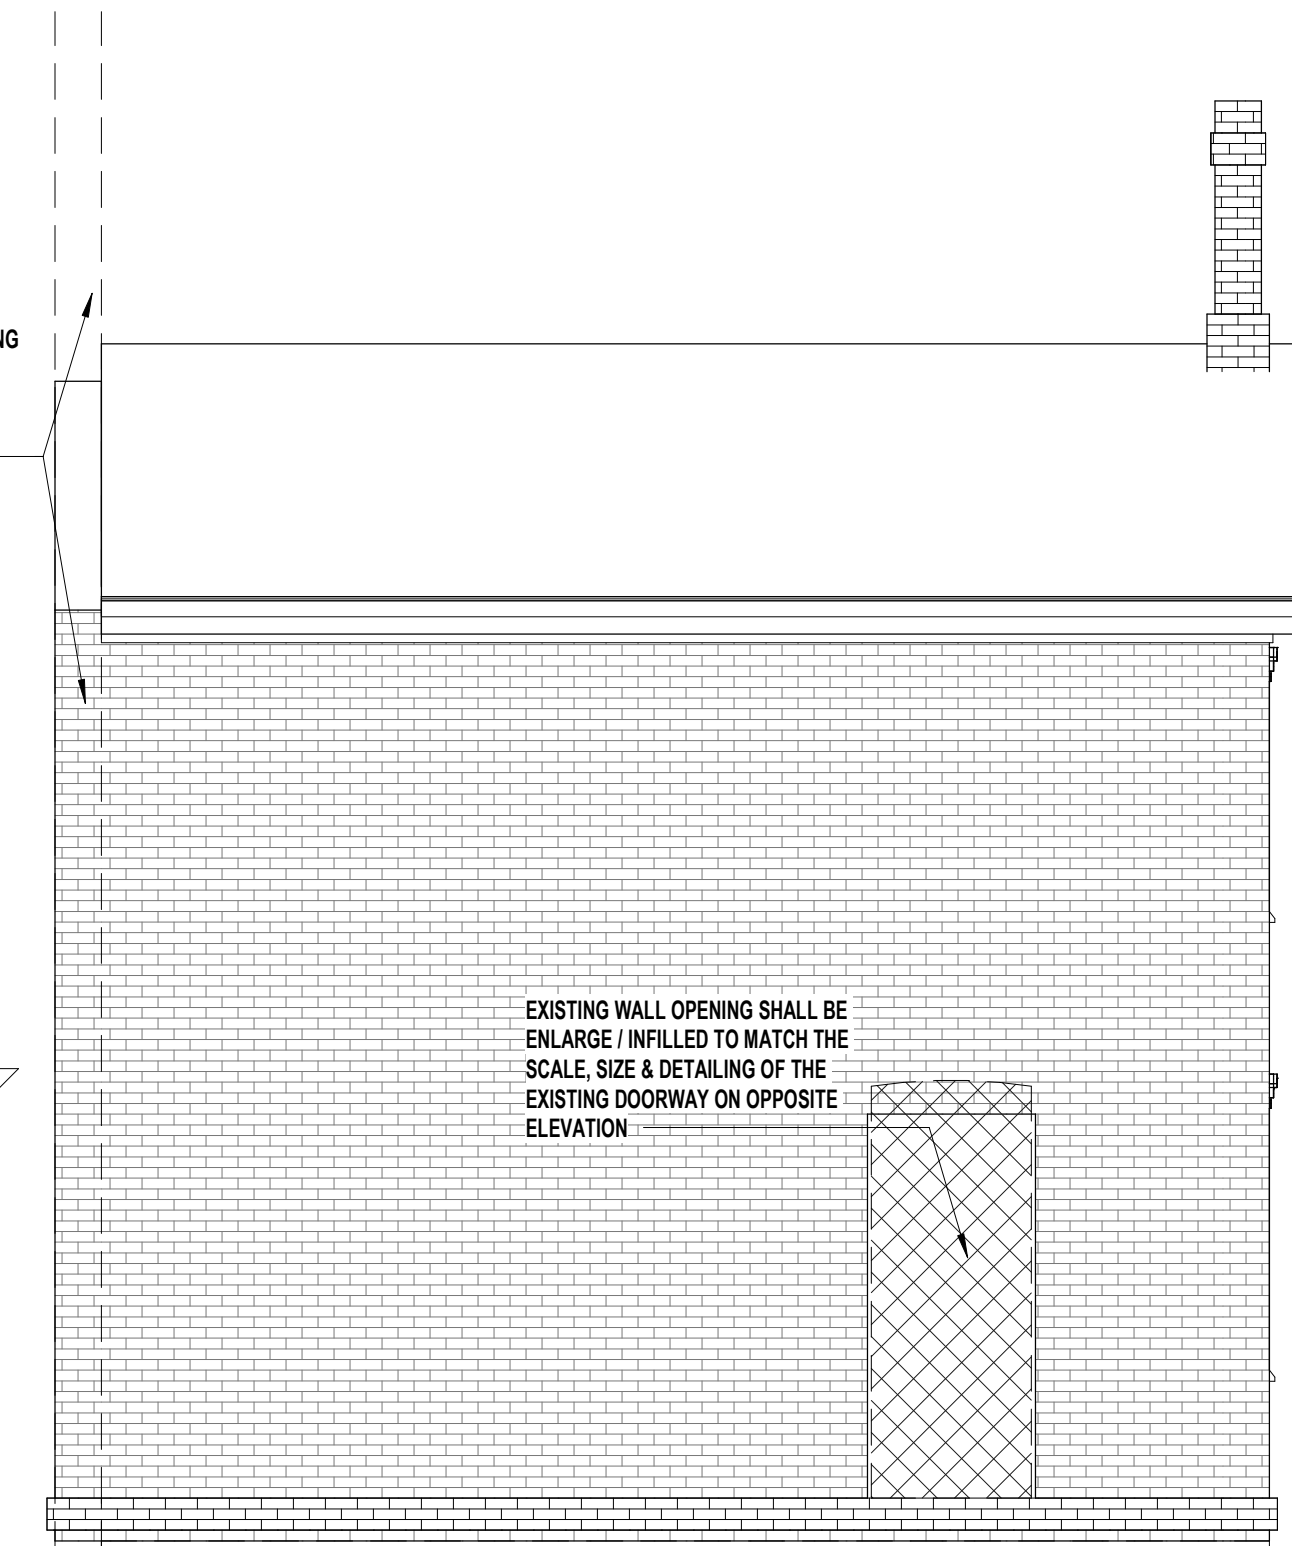 EXISTING WALL OPENING SHALL BE
ENLARGE / INFILLED TO MATCH THE
SCALE, SIZE & DETAILING OF THE
EXISTING DOORWAY ON OPPOSITE
ELEVATION